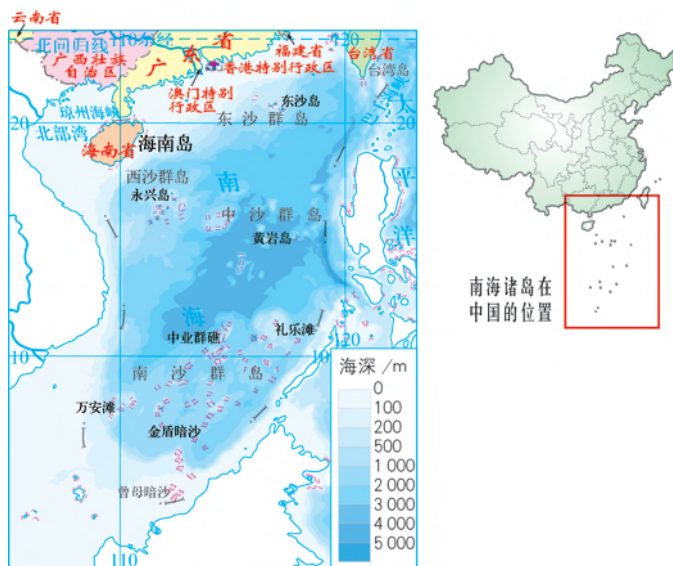 云南省
北回归线
110
东经
120
广西壮族
自治区
广东省
福建省
香港特别行政区
澳门特别
行政区
台湾省
台湾岛
巴士海峡
太平洋
琼州海峡
20
20
北部湾
海南省
海南岛
东沙岛
东沙群岛
西沙群岛
永兴岛
南海
中沙群岛
黄岩岛
中业群礁
礼乐滩
10
10
120
南沙群岛
万安滩
金盾暗沙
曾母暗沙
110
海深 /m
0
100
200
500
1 000
2 000
3 000
4 000
5 000
南海诸岛在
中国的位置